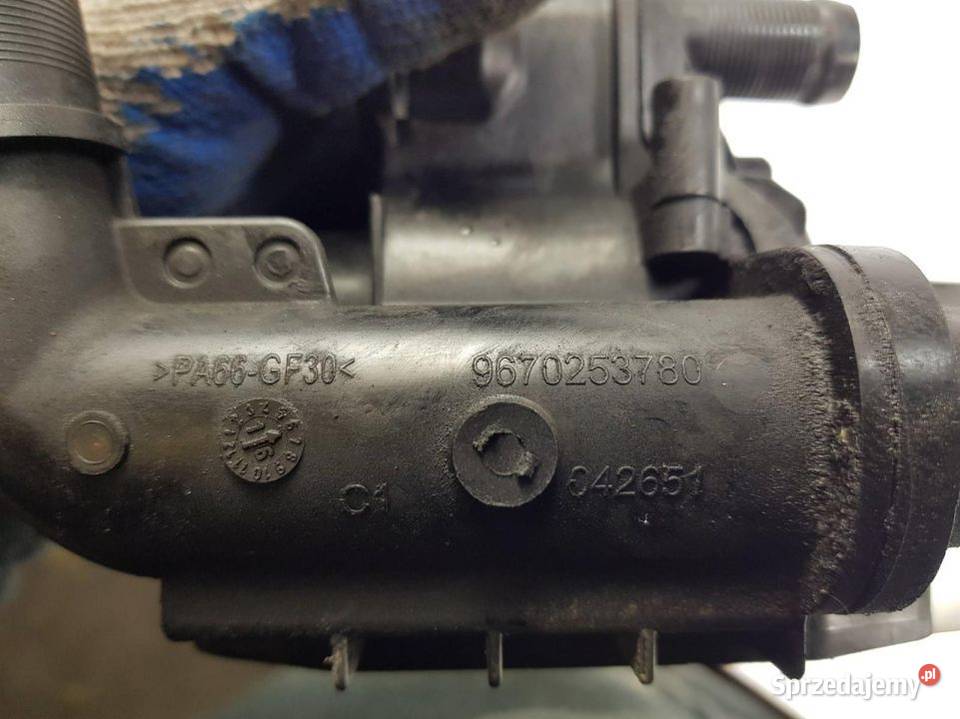 >PA66-GF30<
9670253780
C1
042651
Sprzedajemy.pl